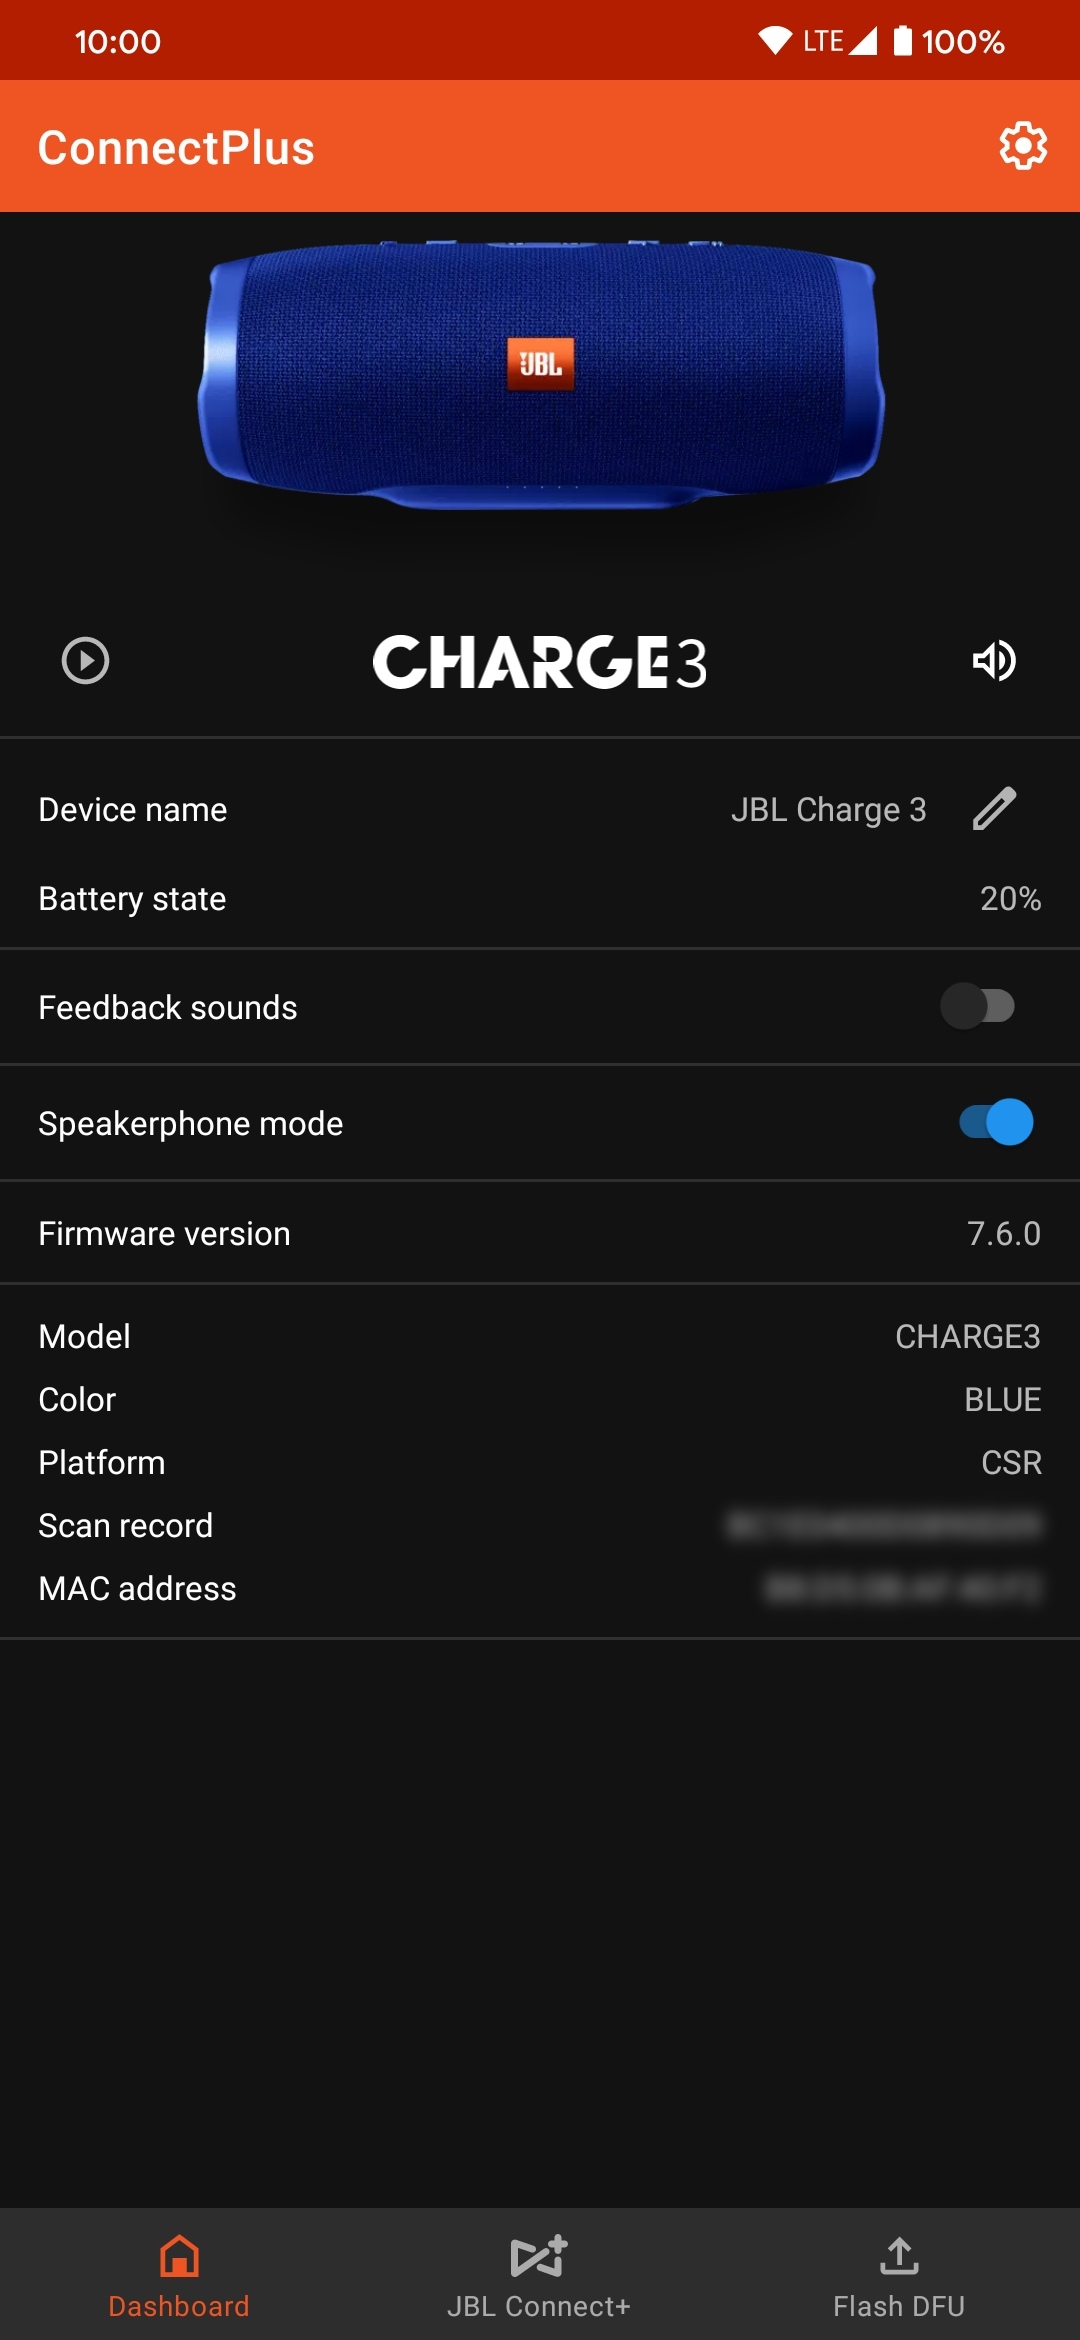 10:00 LTE 100%
ConnectPlus
JBL
CHARGE3
Device name JBL Charge 3
Battery state 20%
Feedback sounds
Speakerphone mode
Firmware version 7.6.0
Model CHARGE3
Color BLUE
Platform CSR
Scan record
MAC address
Dashboard JBL Connect+ Flash DFU